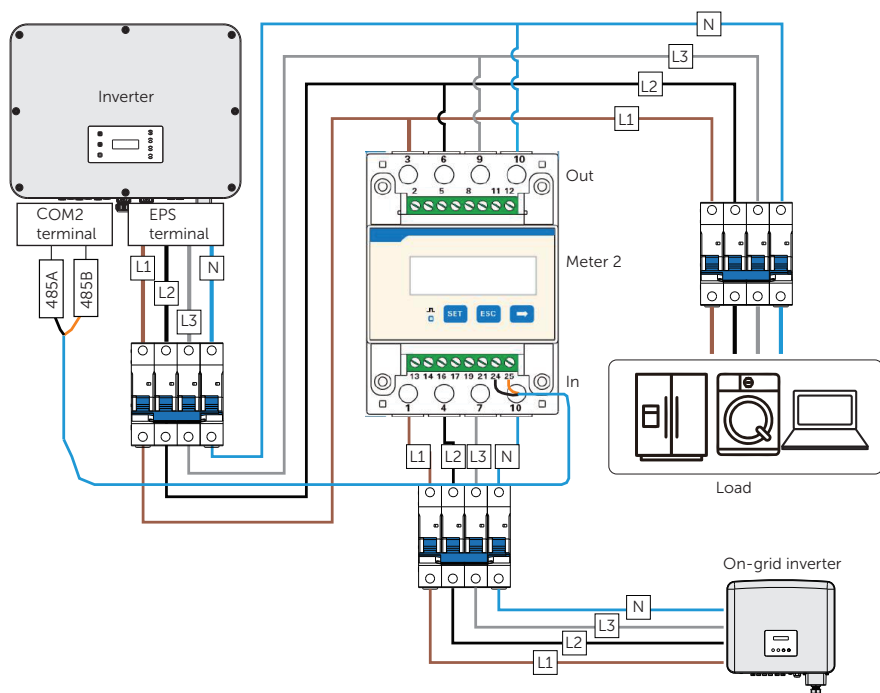 N
L3
L2
L1
Inverter
COM2
terminal
EPS
terminal
485A
485B
L1
L2
L3
N
3 6 9 10
2 5 8 11 12
Out
Meter 2
SET ESC
In
13 14 16 17 19 21 24 25
1 4 7 10
L1
L2
L3
N
Load
On-grid inverter
N
L3
L2
L1